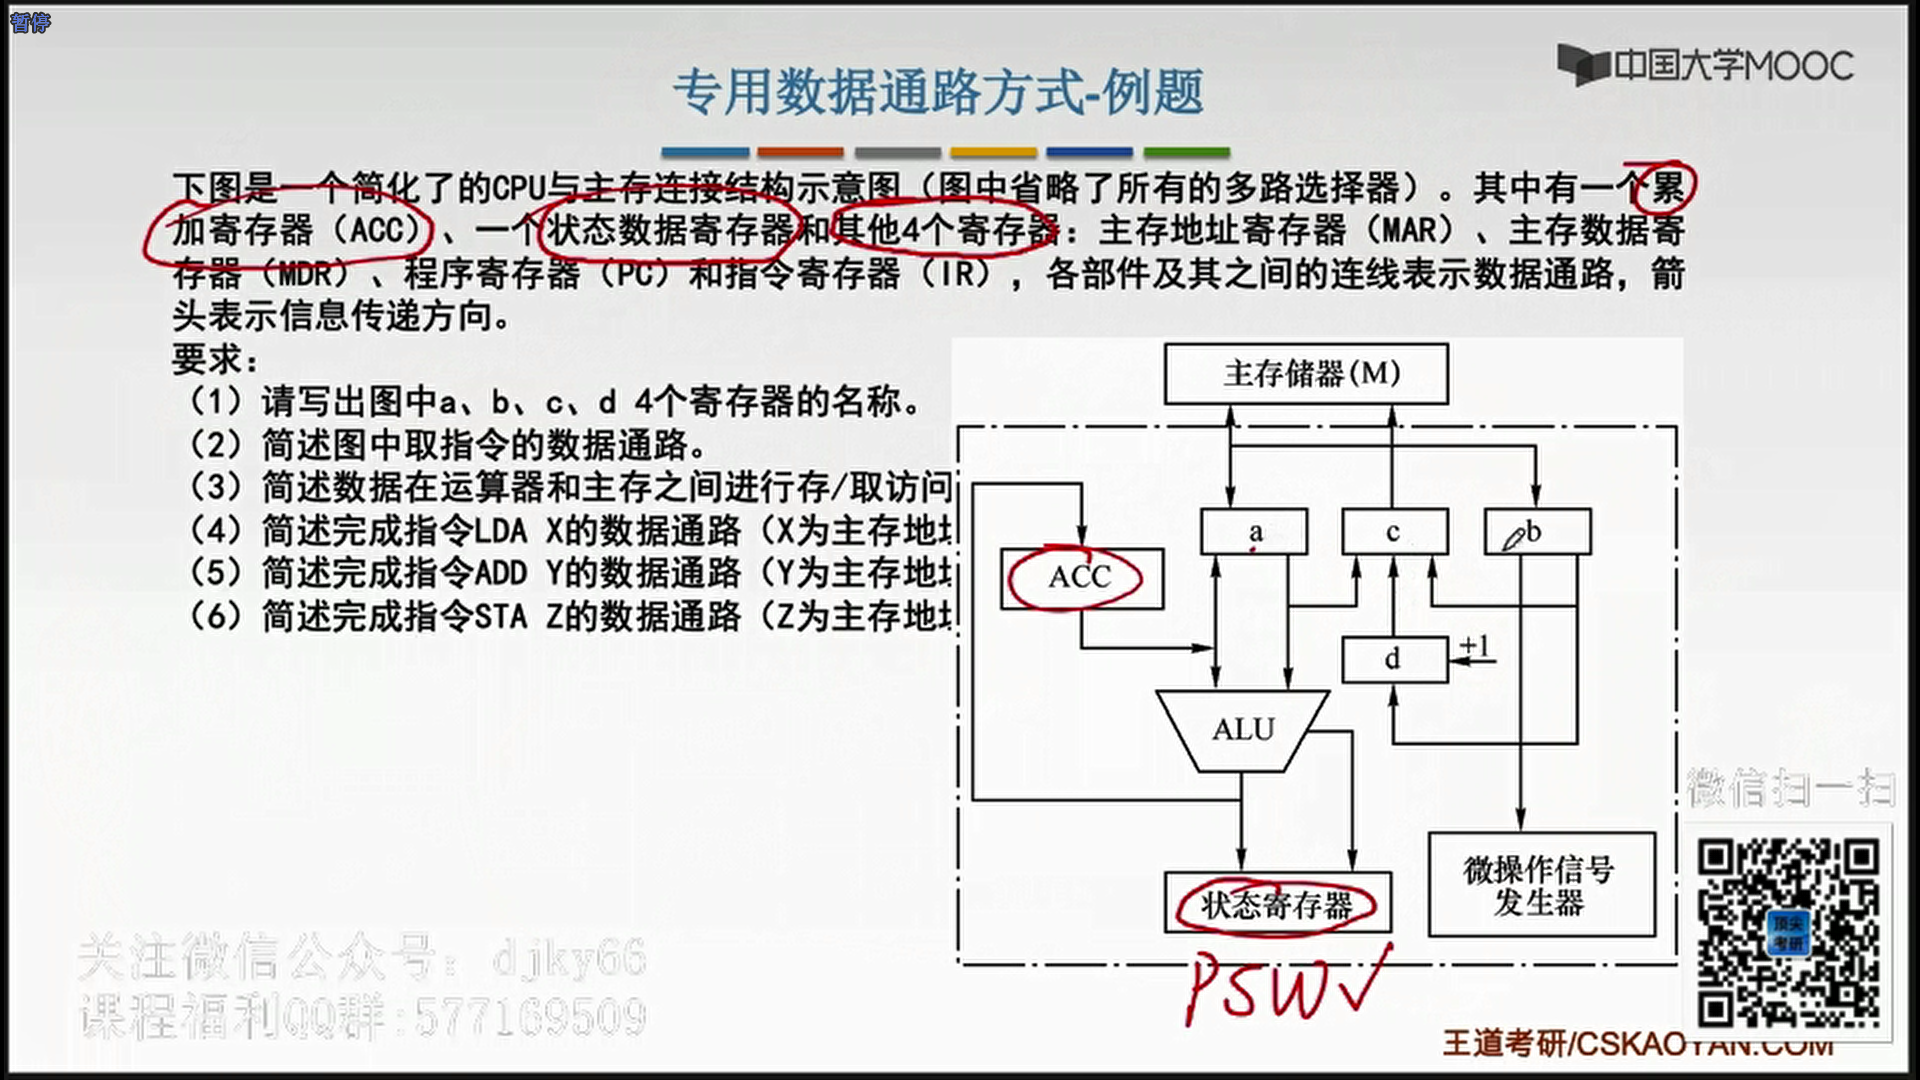 暂停
中国大学MOOC
专用数据通路方式-例题
下图是一个简化了的CPU与主存连接结构示意图（图中省略了所有的多路选择器）。其中有一个累
加寄存器（ACC）、一个状态数据寄存器和其他4个寄存器：主存地址寄存器（MAR）、主存数据寄
存器（MDR）、程序寄存器（PC）和指令寄存器（IR），各部件及其之间的连线表示数据通路，箭
头表示信息传递方向。
要求：
（1）请写出图中a、b、c、d 4个寄存器的名称。
（2）简述图中取指令的数据通路。
（3）简述数据在运算器和主存之间进行存/取访问
（4）简述完成指令LDA X的数据通路（X为主存地
（5）简述完成指令ADD Y的数据通路（Y为主存地
（6）简述完成指令STA Z的数据通路（Z为主存地
主存储器(M)
a
c
b
ACC
d
+1
ALU
状态寄存器
微操作信号
发生器
PSW✓
微信扫一扫
顶尖
考研
关注微信公众号：djky66
课程福利QQ群:577169509
王道考研/CSKAOYAN.COM